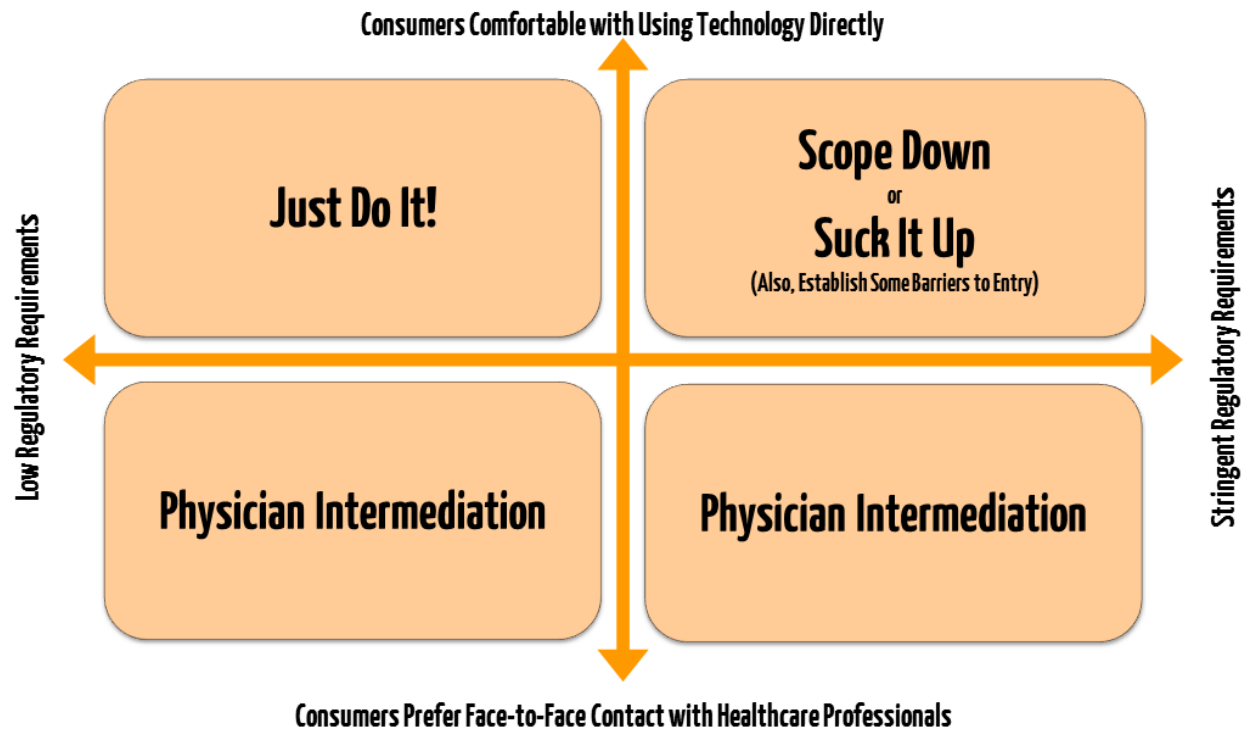 Consumers Comfortable with Using Technology Directly
Just Do It!
Scope Down
or
Suck It Up
(Also, Establish Some Barriers to Entry)
Low Regulatory Requirements
Stringent Regulatory Requirements
Physician Intermediation
Physician Intermediation
Consumers Prefer Face-to-Face Contact with Healthcare Professionals